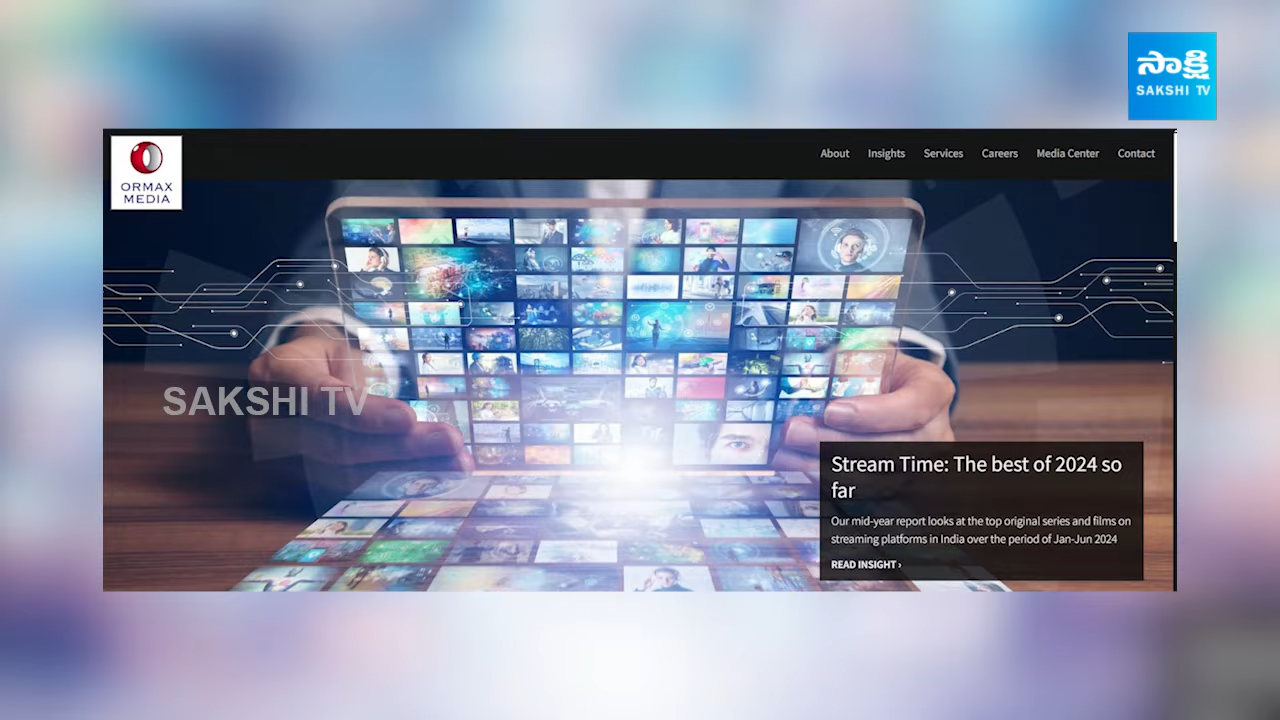 సాక్షి
SAKSHI TV
ORMAX
MEDIA
About Insights Services Careers Media Center Contact
SAKSHI TV
Stream Time: The best of 2024 so
far
Our mid-year report looks at the top original series and films on
streaming platforms in India over the period of Jan-Jun 2024
READ INSIGHT ›